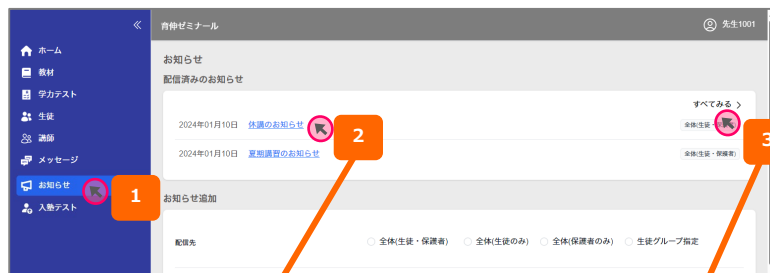 «
育伸ゼミナール
先生1001
ホーム
教材
学力テスト
生徒
講師
メッセージ
お知らせ
入塾テスト
お知らせ
配信済みのお知らせ
すべてみる >
2024年01月10日 休講のお知らせ
全体(生徒・
2024年01月10日 夏期講習のお知らせ
全体(生徒・保護者)
1
2
3
お知らせ追加
配信先
全体(生徒・保護者) 全体(生徒のみ) 全体(保護者のみ) 生徒グループ指定